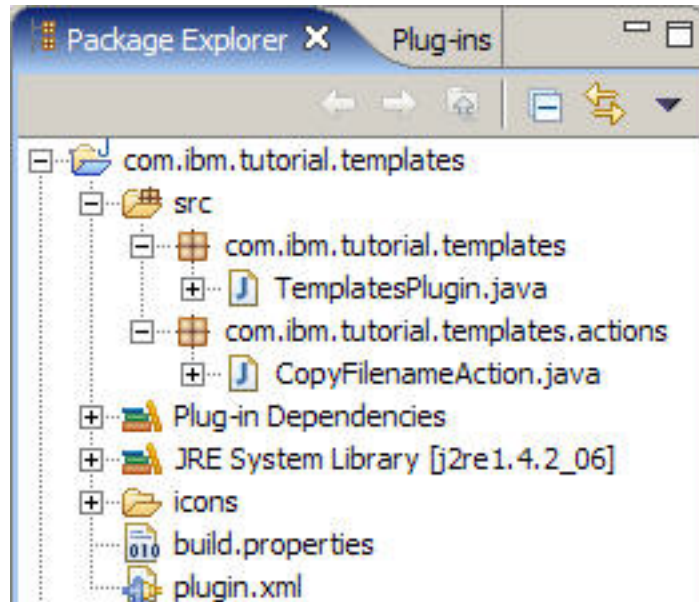 Package Explorer Plug-ins
com.ibm.tutorial.templates
src
com.ibm.tutorial.templates
TemplatesPlugin.java
com.ibm.tutorial.templates.actions
CopyFilenameAction.java
Plug-in Dependencies
JRE System Library [j2re1.4.2_06]
icons
build.properties
plugin.xml